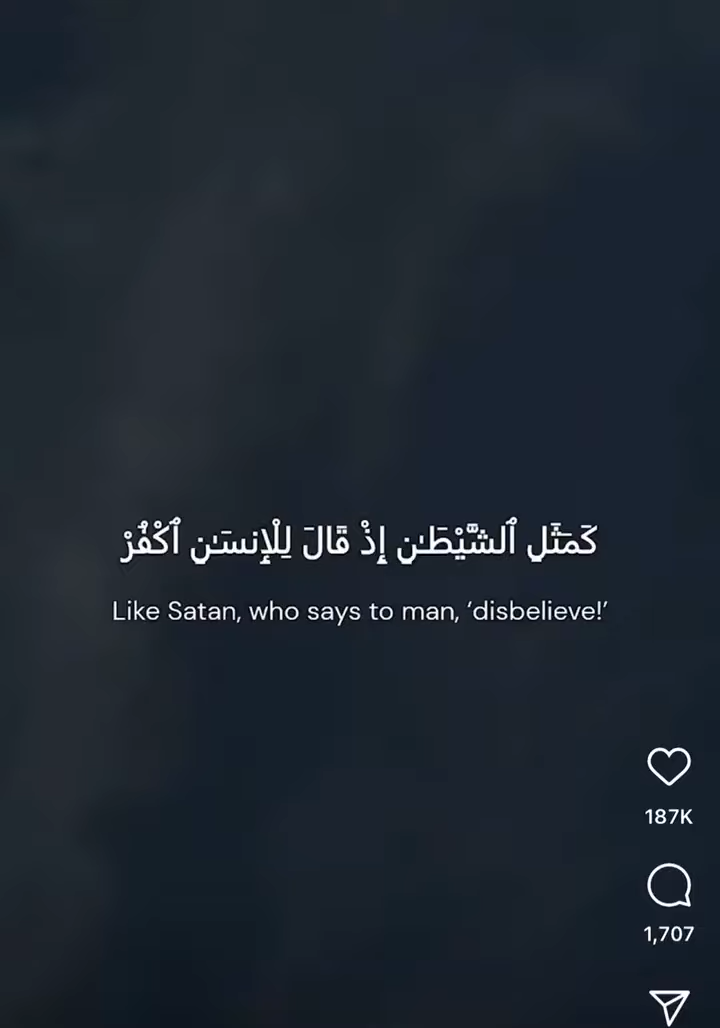 كَمَثَلِ ٱلشَّيْطَـٰنِ إِذْ قَالَ لِلْإِنسَـٰنِ ٱكْفُرْ
Like Satan, who says to man, ‘disbelieve!’
187K
1,707